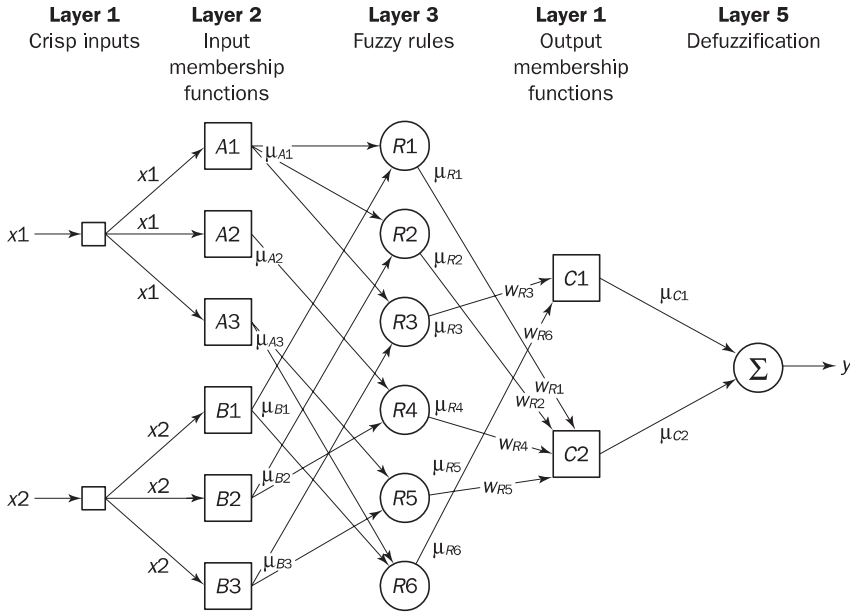 Layer 1
Crisp inputs
Layer 2
Input
membership
functions
Layer 3
Fuzzy rules
Layer 1
Output
membership
functions
Layer 5
Defuzzification
x1
x1
x1
x1
x2
x2
x2
x2
A1
A2
A3
B1
B2
B3
μA1
μA2
μA3
μB1
μB2
μB3
R1
R2
R3
R4
R5
R6
μR1
μR2
μR3
μR4
μR5
μR6
wR3
wR6
wR1
wR2
wR4
wR5
C1
C2
μC1
μC2
Σ
y